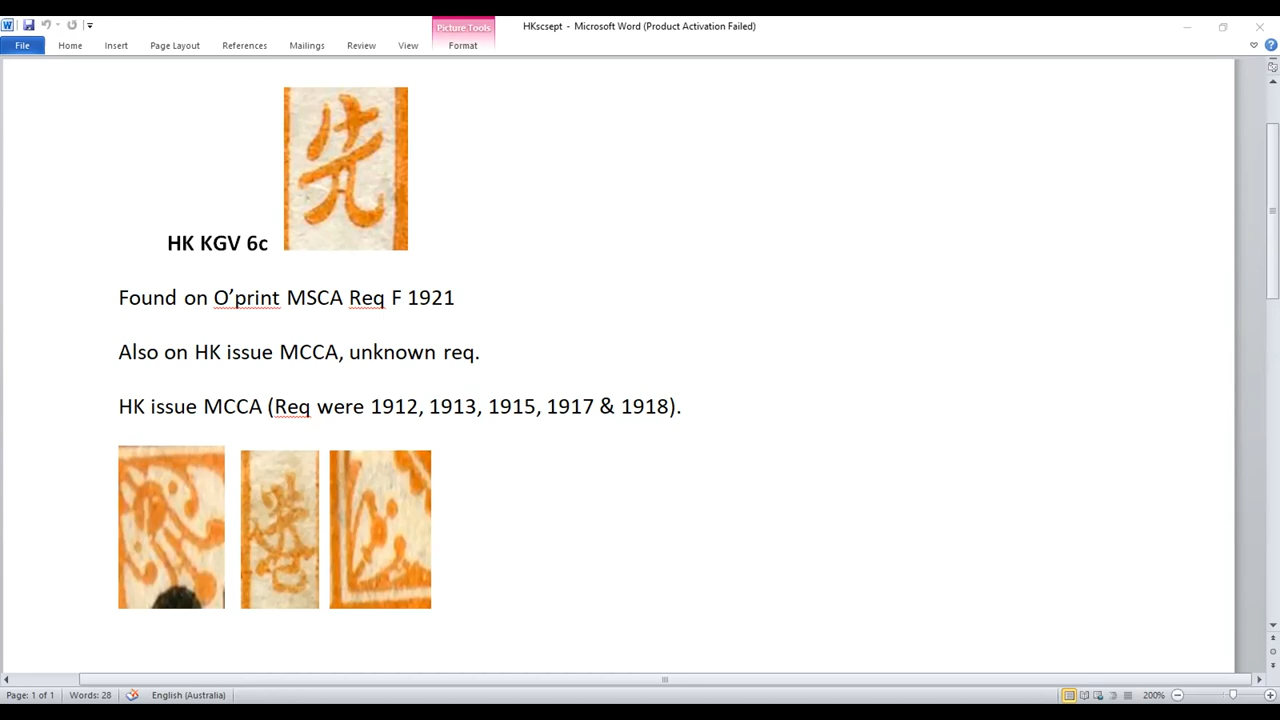 HKscsept - Microsoft Word (Product Activation Failed)
Picture Tools
File Home Insert Page Layout References Mailings Review View Format
先
HK KGV 6c
Found on O’print MSCA Req F 1921
Also on HK issue MCCA, unknown req.
HK issue MCCA (Req were 1912, 1913, 1915, 1917 & 1918).
港
Page: 1 of 1 Words: 28 English (Australia) 200%